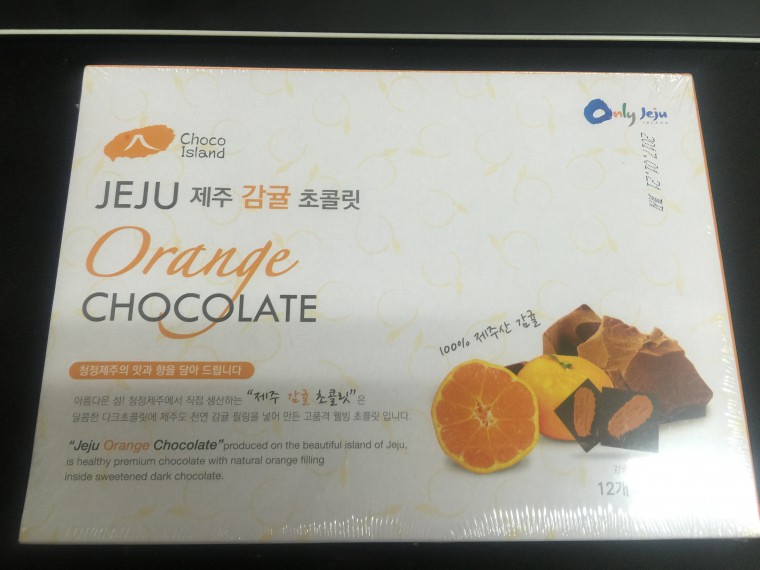 Choco
Island
Only Jeju
ISLAND
2017.01.21 까지
JEJU 제주 감귤 초콜릿
Orange
CHOCOLATE
100% 제주산 감귤
청정제주의 맛과 향을 담아 드립니다
아름다운 섬! 청정제주에서 직접 생산하는 “제주 감귤 초콜릿”은
달콤한 다크초콜릿에 제주도 천연 감귤 필링을 넣어 만든 고품격 웰빙 초콜릿 입니다.
“Jeju Orange Chocolate” produced on the beautiful island of Jeju,
is healthy premium chocolate with natural orange filling
inside sweetened dark chocolate.
12개